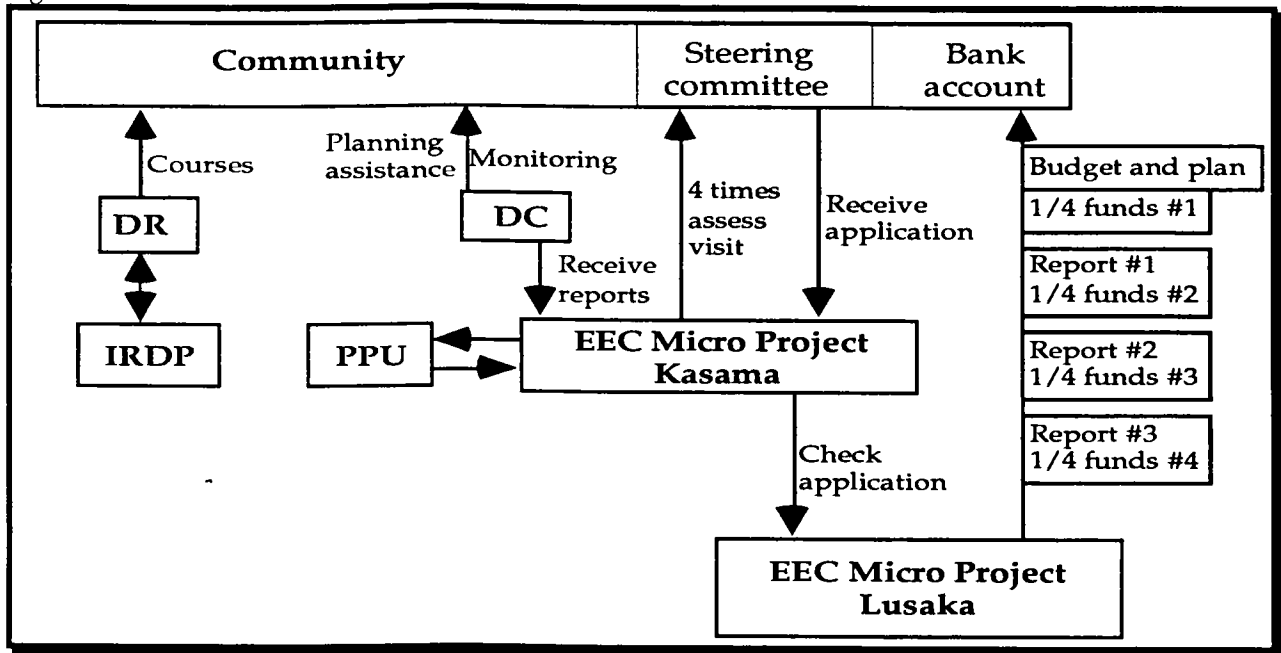 Community
Steering
committee
Bank
account
Courses
Planning
assistance
Monitoring
4 times
assess
visit
Receive
application
Budget and plan
1/4 funds #1
DR
DC
Receive
reports
Report #1
1/4 funds #2
IRDP
PPU
EEC Micro Project
Kasama
Report #2
1/4 funds #3
Check
application
Report #3
1/4 funds #4
EEC Micro Project
Lusaka